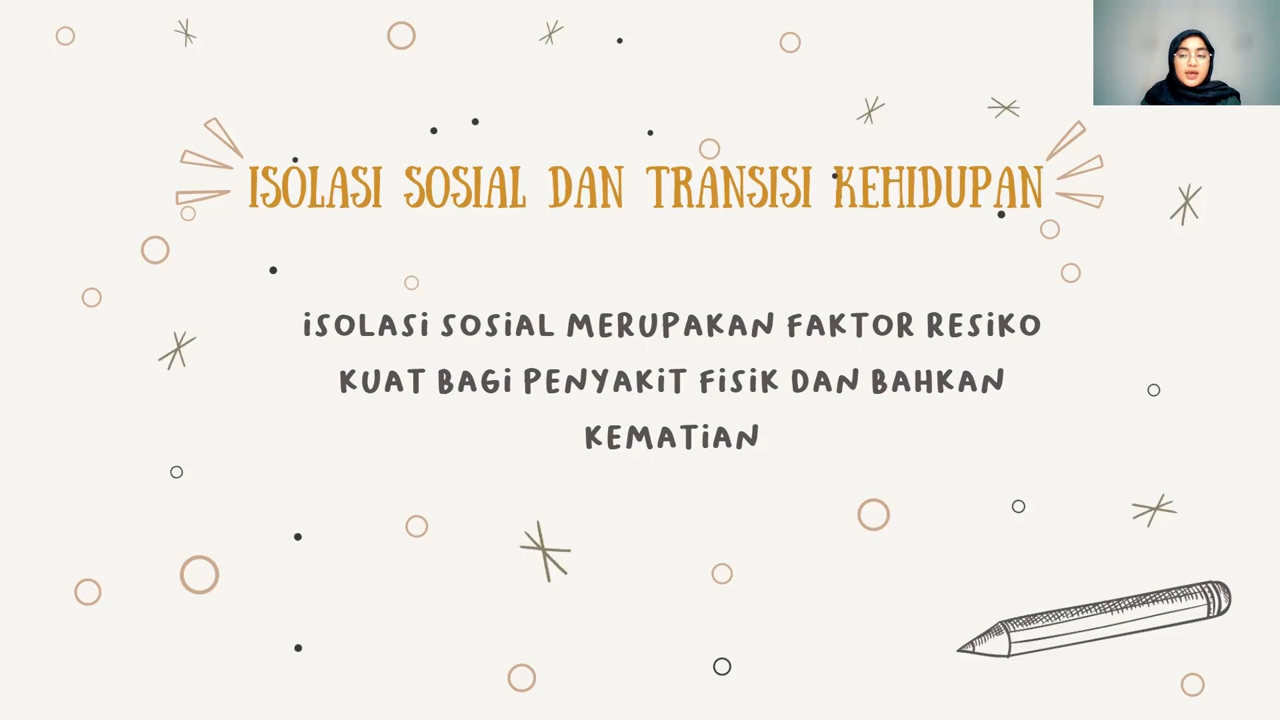 ISOLASI SOSIAL DAN TRANSISI KEHIDUPAN
ISOLASI SOSIAL MERUPAKAN FAKTOR RESIKO
KUAT BAGI PENYAKIT FISIK DAN BAHKAN
KEMATIAN